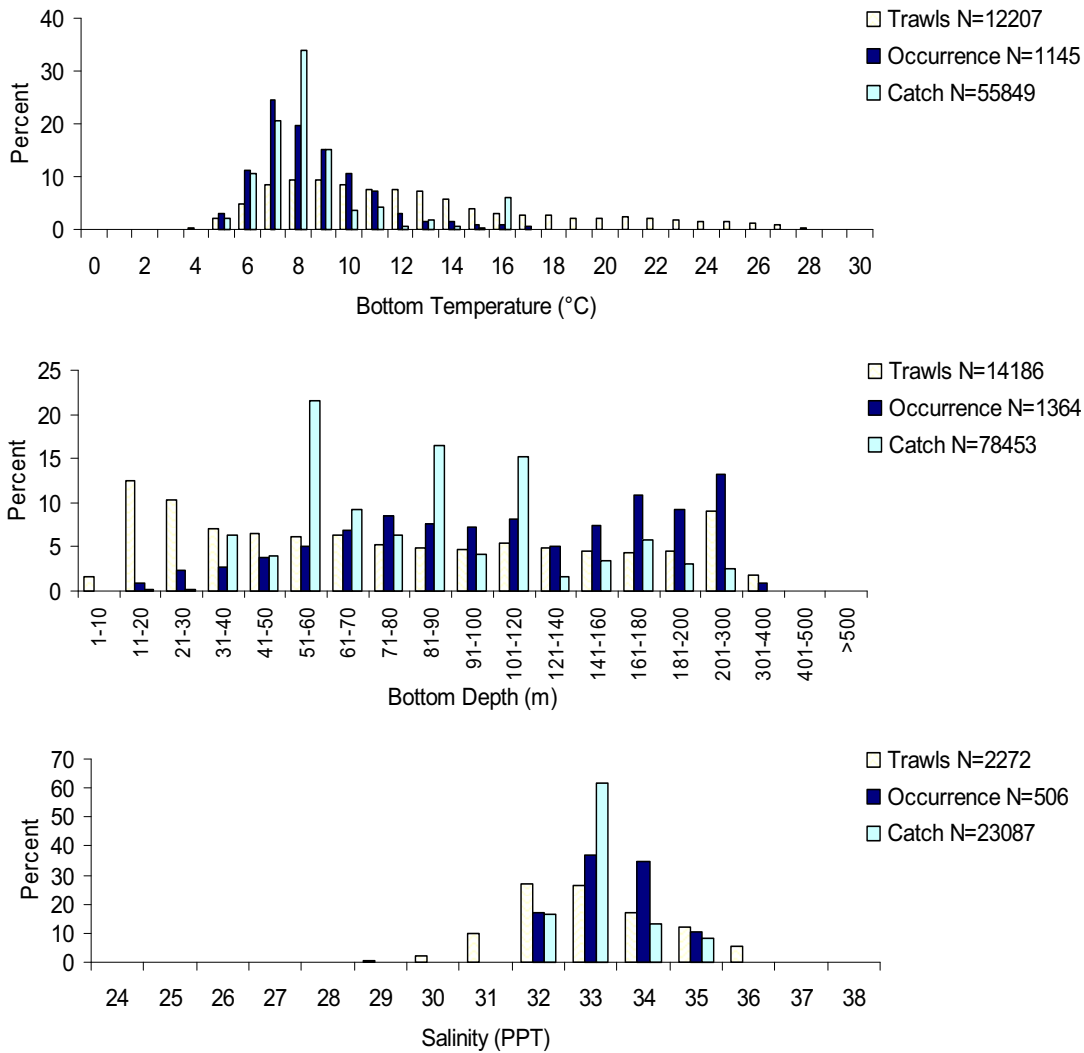 40
30
20
10
0
Percent
0 2 4 6 8 10 12 14 16 18 20 22 24 26 28 30
Bottom Temperature (°C)
Trawls N=12207
Occurrence N=1145
Catch N=55849
25
20
15
10
5
0
Percent
1-10 11-20 21-30 31-40 41-50 51-60 61-70 71-80 81-90 91-100 101-120 121-140 141-160 161-180 181-200 201-300 301-400 401-500 >500
Bottom Depth (m)
Trawls N=14186
Occurrence N=1364
Catch N=78453
70
60
50
40
30
20
10
0
Percent
24 25 26 27 28 29 30 31 32 33 34 35 36 37 38
Salinity (PPT)
Trawls N=2272
Occurrence N=506
Catch N=23087